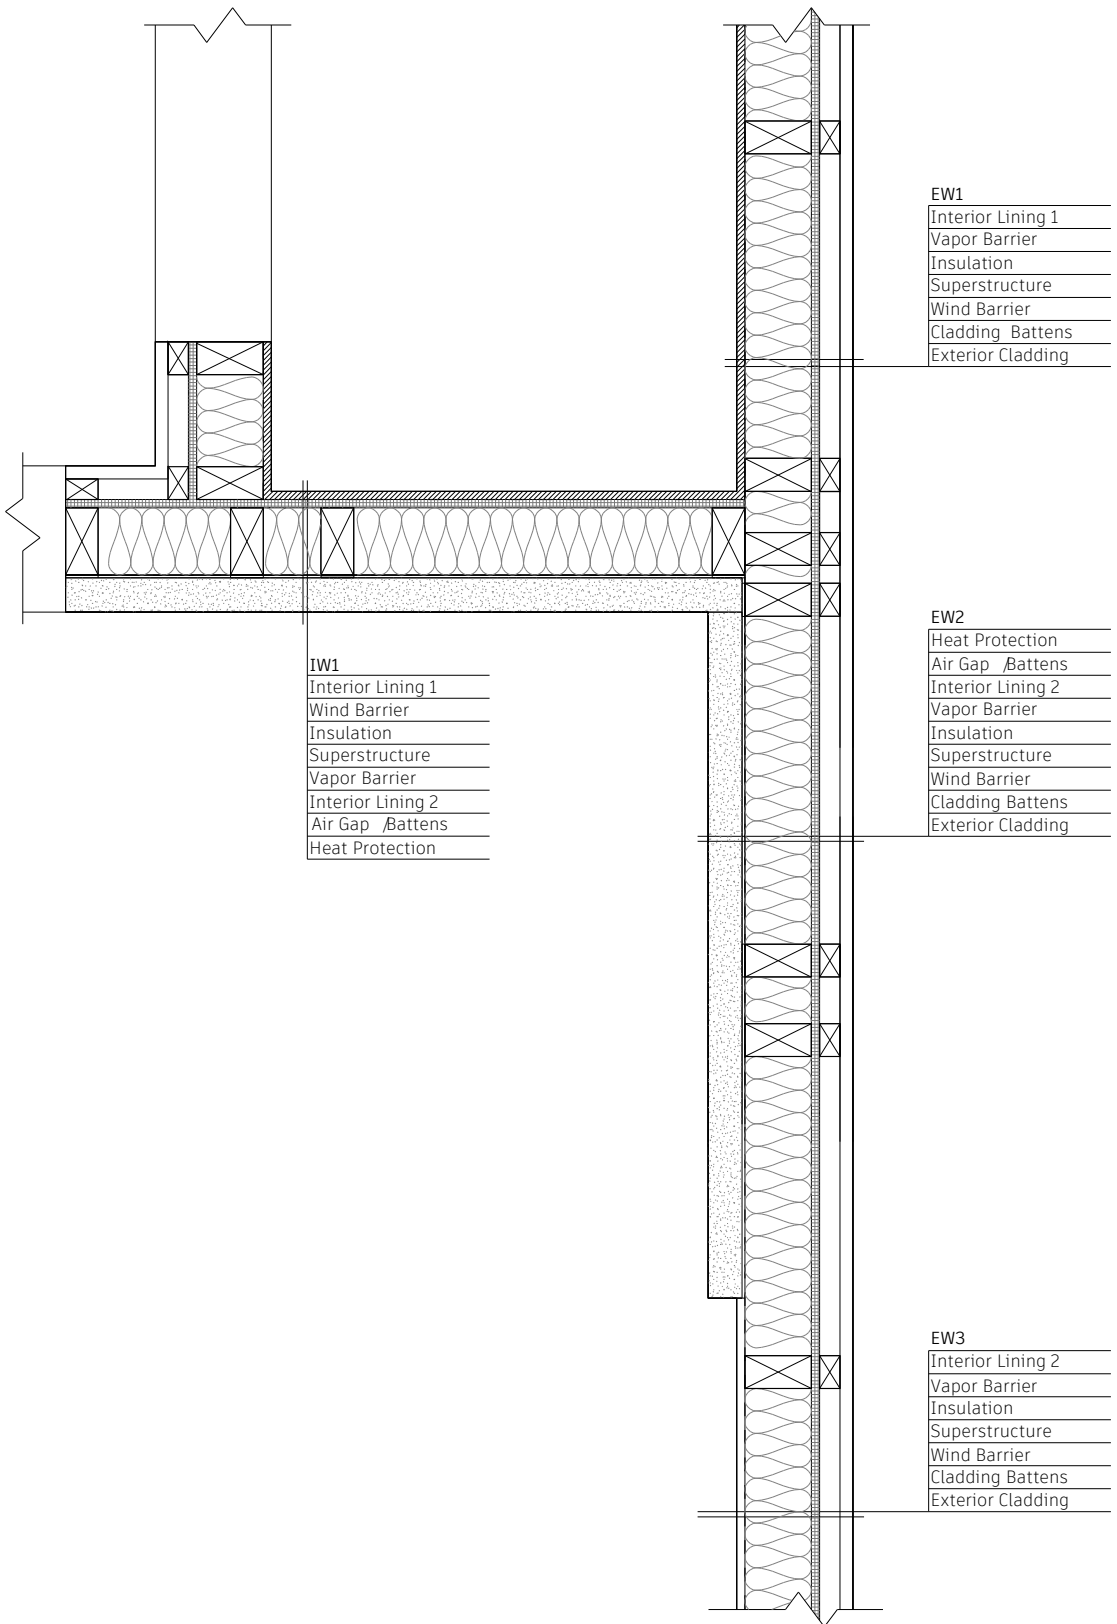 EW1
Interior Lining 1
Vapor Barrier
Insulation
Superstructure
Wind Barrier
Cladding Battens
Exterior Cladding
EW2
Heat Protection
Air Gap /Battens
Interior Lining 2
Vapor Barrier
Insulation
Superstructure
Wind Barrier
Cladding Battens
Exterior Cladding
IW1
Interior Lining 1
Wind Barrier
Insulation
Superstructure
Vapor Barrier
Interior Lining 2
Air Gap /Battens
Heat Protection
EW3
Interior Lining 2
Vapor Barrier
Insulation
Superstructure
Wind Barrier
Cladding Battens
Exterior Cladding